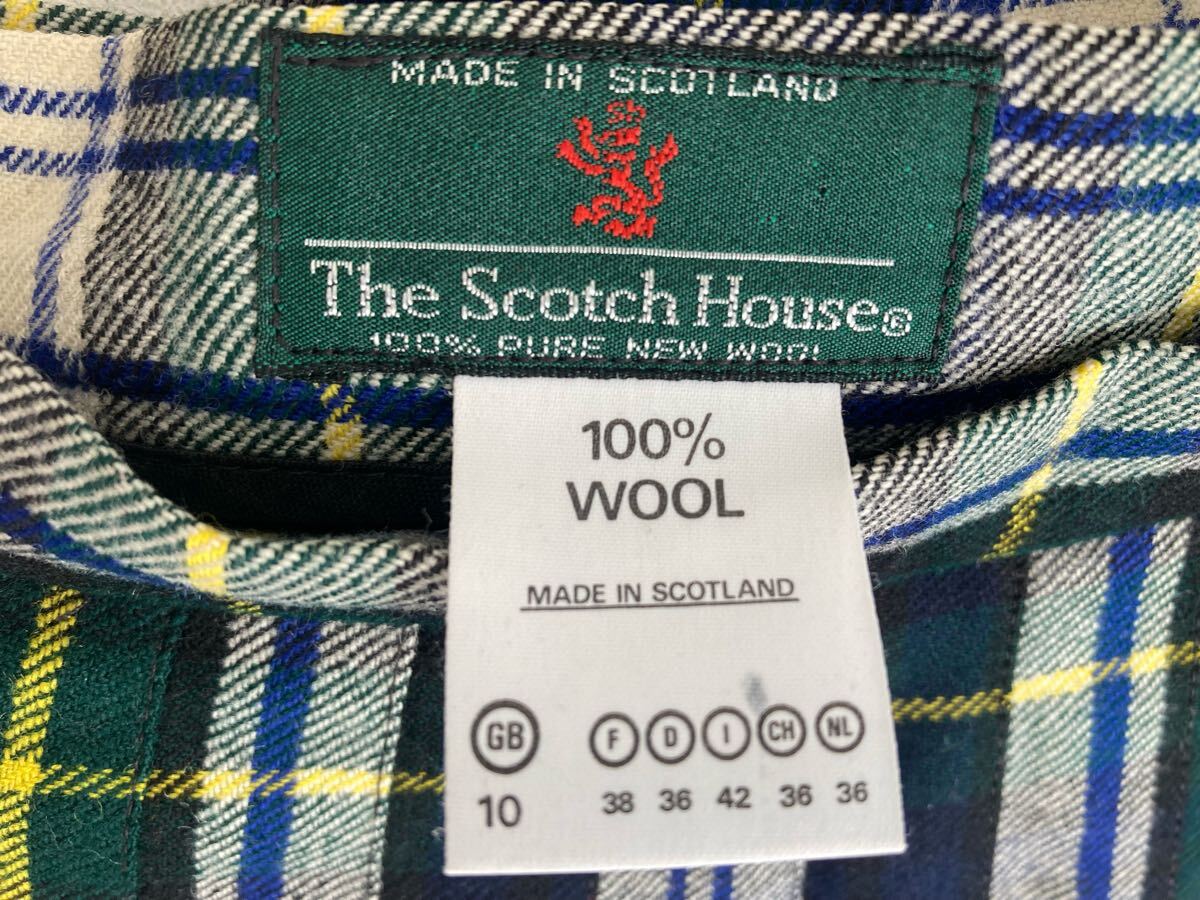 MADE IN SCOTLAND
Sh
The Scotch House®
100% PURE NEW WOOL
100%
WOOL
MADE IN SCOTLAND
GB F D I CH NL
10 38 36 42 36 36